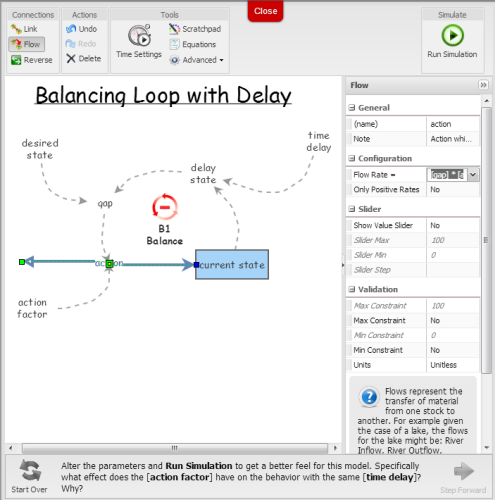 Connections
Actions
Tools
Close
Simulate
Link
Flow
Reverse
Undo
Redo
Delete
Time Settings
Scratchpad
Equations
Advanced
Run Simulation
Balancing Loop with Delay
desired
state
time
delay
delay
state
gap
B1
Balance
action
current state
action
factor
Flow
General
(name) action
Note Action whi...
Configuration
Flow Rate = [gap] * [a
Only Positive Rates No
Slider
Show Value Slider No
Slider Max 100
Slider Min 0
Slider Step
Validation
Max Constraint 100
Max Constraint No
Min Constraint 0
Min Constraint No
Units Unitless
Flows represent the
transfer of material
from one stock to
another. For example given
the case of a lake, the flows
for the lake might be: River
Inflow, River Outflow,
Start Over
Alter the parameters and Run Simulation to get a better feel for this model. Specifically
what effect does the [action factor] have on the behavior with the same [time delay]?
Why?
Step Forward